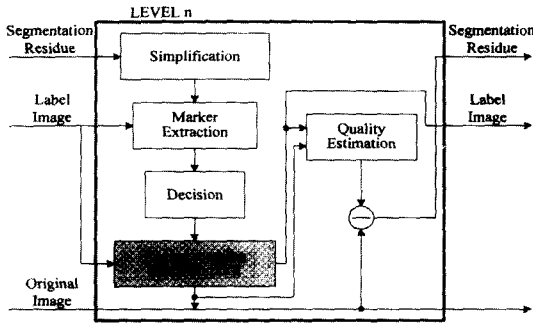 LEVEL n
Segmentation
Residue
Simplification
Label
Image
Marker
Extraction
Decision
Original
Image
Quality
Estimation
Segmentation
Residue
Label
Image